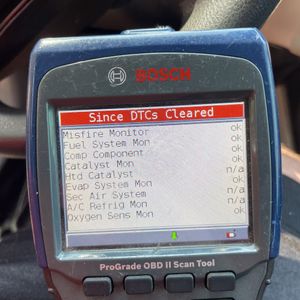 BOSCH
Since DTCs Cleared
Misfire Monitor ok
Fuel System Mon ok
Comp Component ok
Catalyst Mon ok
Htd Catalyst n/a
Evap System Mon ok
Sec Air System n/a
A/C Refrig Mon n/a
Oxygen Sens Mon ok
ProGrade OBD II Scan Tool